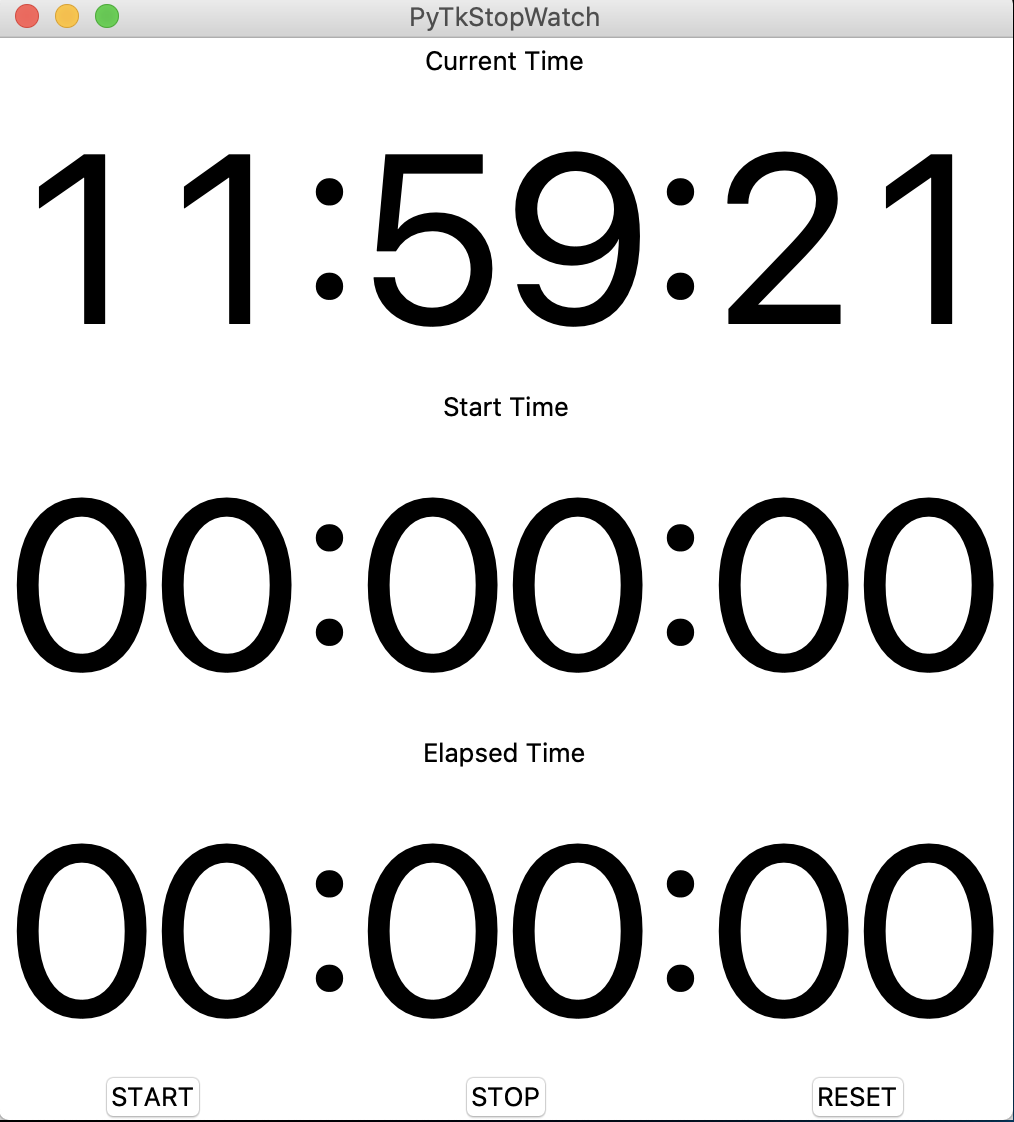 PyTkStopWatch
Current Time
11:59:21
Start Time
00:00:00
Elapsed Time
00:00:00
START STOP RESET